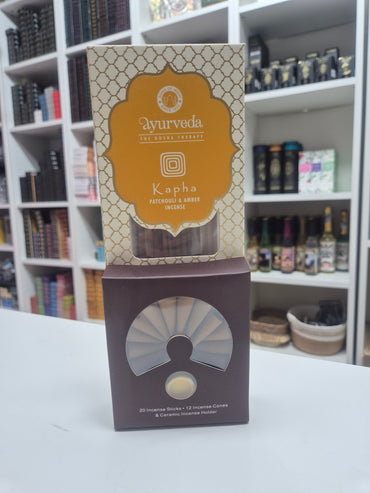 ayurveda
THE DOSHA THERAPY
Kapha
PATCHOULI & AMBER
INCENSE
20 Incense Sticks • 12 Incense Cones
& Ceramic Incense Holder